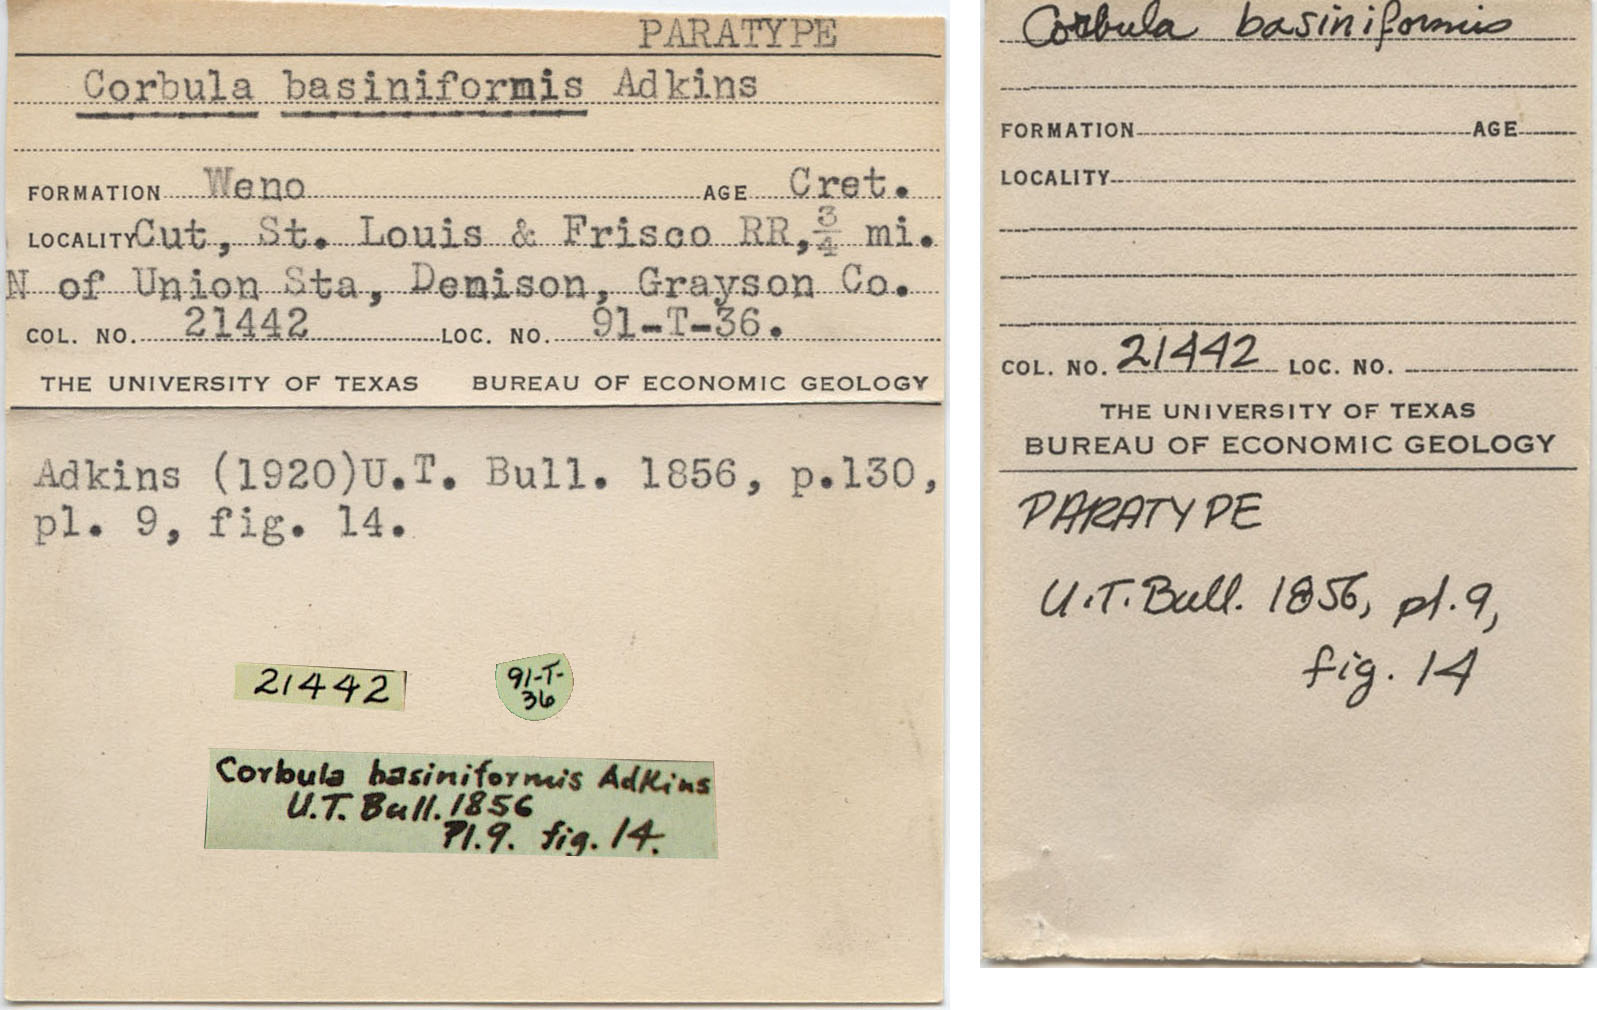 PARATYPE
Corbula basiniformis Adkins
FORMATION Weno AGE Cret.
LOCALITY Cut, St. Louis & Frisco RR, 3/4 mi.
N of Union Sta, Denison, Grayson Co.
COL. NO. 21442 LOC. NO. 91-T-36.
THE UNIVERSITY OF TEXAS BUREAU OF ECONOMIC GEOLOGY
Adkins (1920)U.T. Bull. 1856, p.130,
pl. 9, fig. 14.
21442
91-T-
36
Corbula basiniformis Adkins
U.T. Bull. 1856
Pl.9. fig. 14.
Corbula basiniformis
FORMATION AGE
LOCALITY
COL. NO. 21442 LOC. NO.
THE UNIVERSITY OF TEXAS
BUREAU OF ECONOMIC GEOLOGY
PARATYPE
U.T. Bull. 1856, pl. 9,
fig. 14